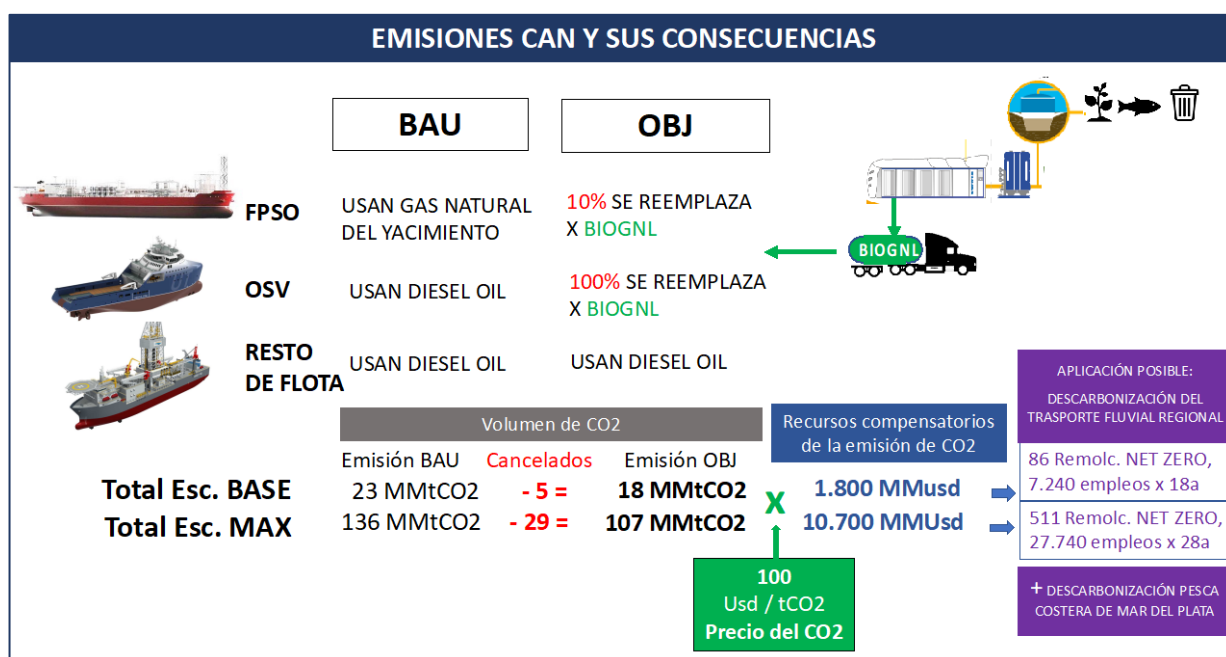 EMISIONES CAN Y SUS CONSECUENCIAS
BAU
OBJ
FPSO
USAN GAS NATURAL
DEL YACIMIENTO
10% SE REEMPLAZA
X BIOGNL
BIOGNL
OSV
USAN DIESEL OIL
100% SE REEMPLAZA
X BIOGNL
RESTO
DE FLOTA
USAN DIESEL OIL
USAN DIESEL OIL
Volumen de CO2
Recursos compensatorios
de la emisión de CO2
APLICACIÓN POSIBLE:
DESCARBONIZACIÓN DEL
TRASPORTE FLUVIAL REGIONAL
Emisión BAU Cancelados Emisión OBJ
Total Esc. BASE 23 MMtCO2 - 5 = 18 MMtCO2 1.800 MMusd
Total Esc. MAX 136 MMtCO2 - 29 = 107 MMtCO2 10.700 MMUsd
X
86 Remolc. NET ZERO,
7.240 empleos x 18a
511 Remolc. NET ZERO,
27.740 empleos x 28a
100
Usd / tCO2
Precio del CO2
+ DESCARBONIZACIÓN PESCA
COSTERA DE MAR DEL PLATA